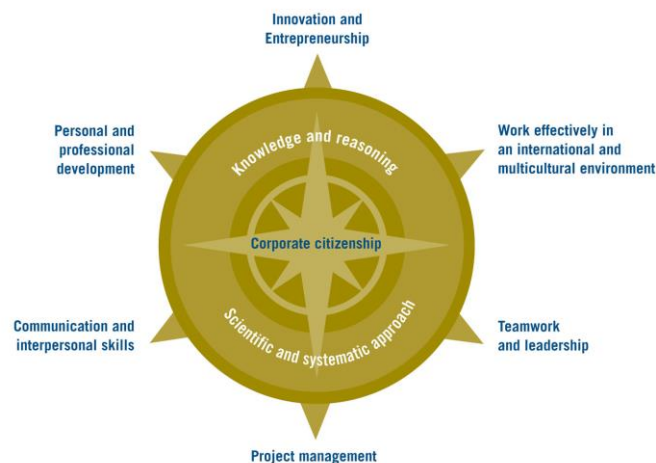 Innovation and
Entrepreneurship
Personal and
professional
development
Work effectively in
an international and
multicultural environment
Knowledge and reasoning
Corporate citizenship
Scientific and systematic approach
Communication and
interpersonal skills
Teamwork
and leadership
Project management